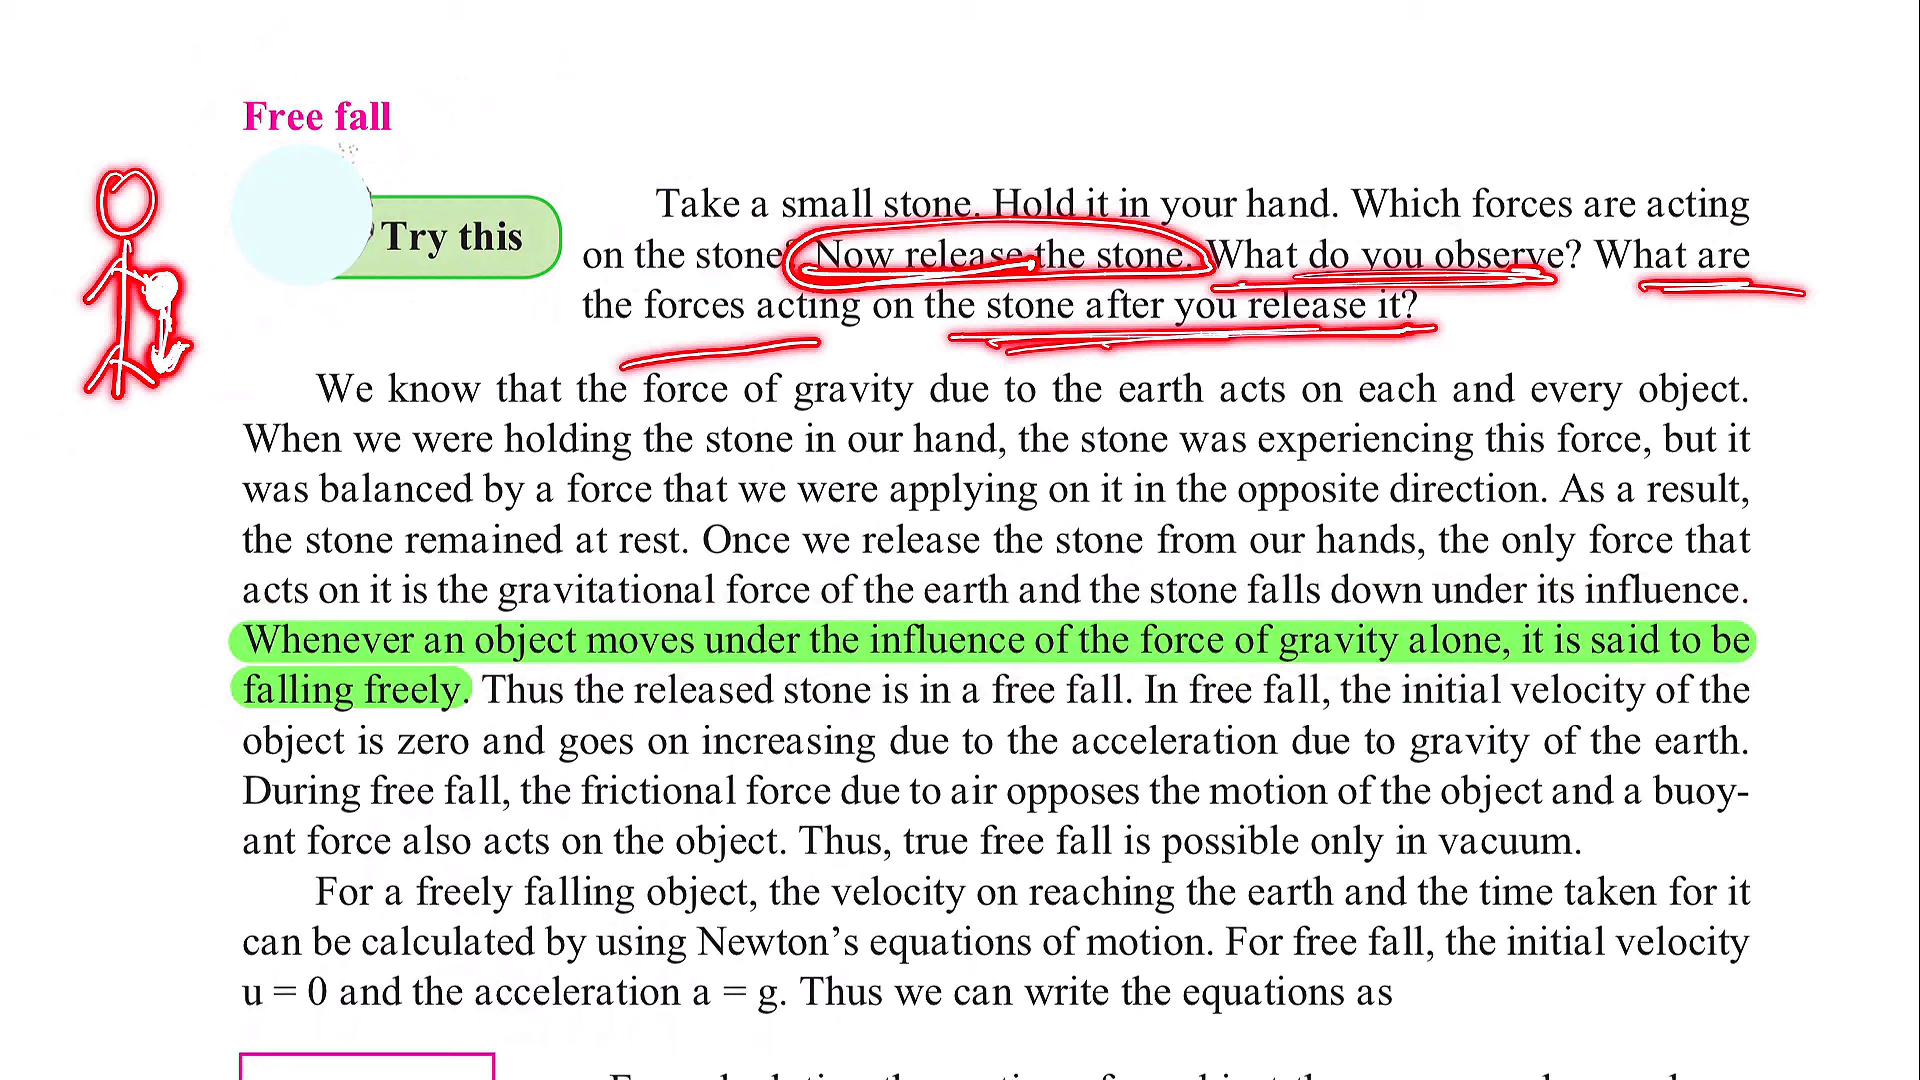 Free fall
Try this
Take a small stone. Hold it in your hand. Which forces are acting
on the stone? Now release the stone. What do you observe? What are
the forces acting on the stone after you release it?
We know that the force of gravity due to the earth acts on each and every object.
When we were holding the stone in our hand, the stone was experiencing this force, but it
was balanced by a force that we were applying on it in the opposite direction. As a result,
the stone remained at rest. Once we release the stone from our hands, the only force that
acts on it is the gravitational force of the earth and the stone falls down under its influence.
Whenever an object moves under the influence of the force of gravity alone, it is said to be
falling freely. Thus the released stone is in a free fall. In free fall, the initial velocity of the
object is zero and goes on increasing due to the acceleration due to gravity of the earth.
During free fall, the frictional force due to air opposes the motion of the object and a buoy-
ant force also acts on the object. Thus, true free fall is possible only in vacuum.
For a freely falling object, the velocity on reaching the earth and the time taken for it
can be calculated by using Newton’s equations of motion. For free fall, the initial velocity
u = 0 and the acceleration a = g. Thus we can write the equations as